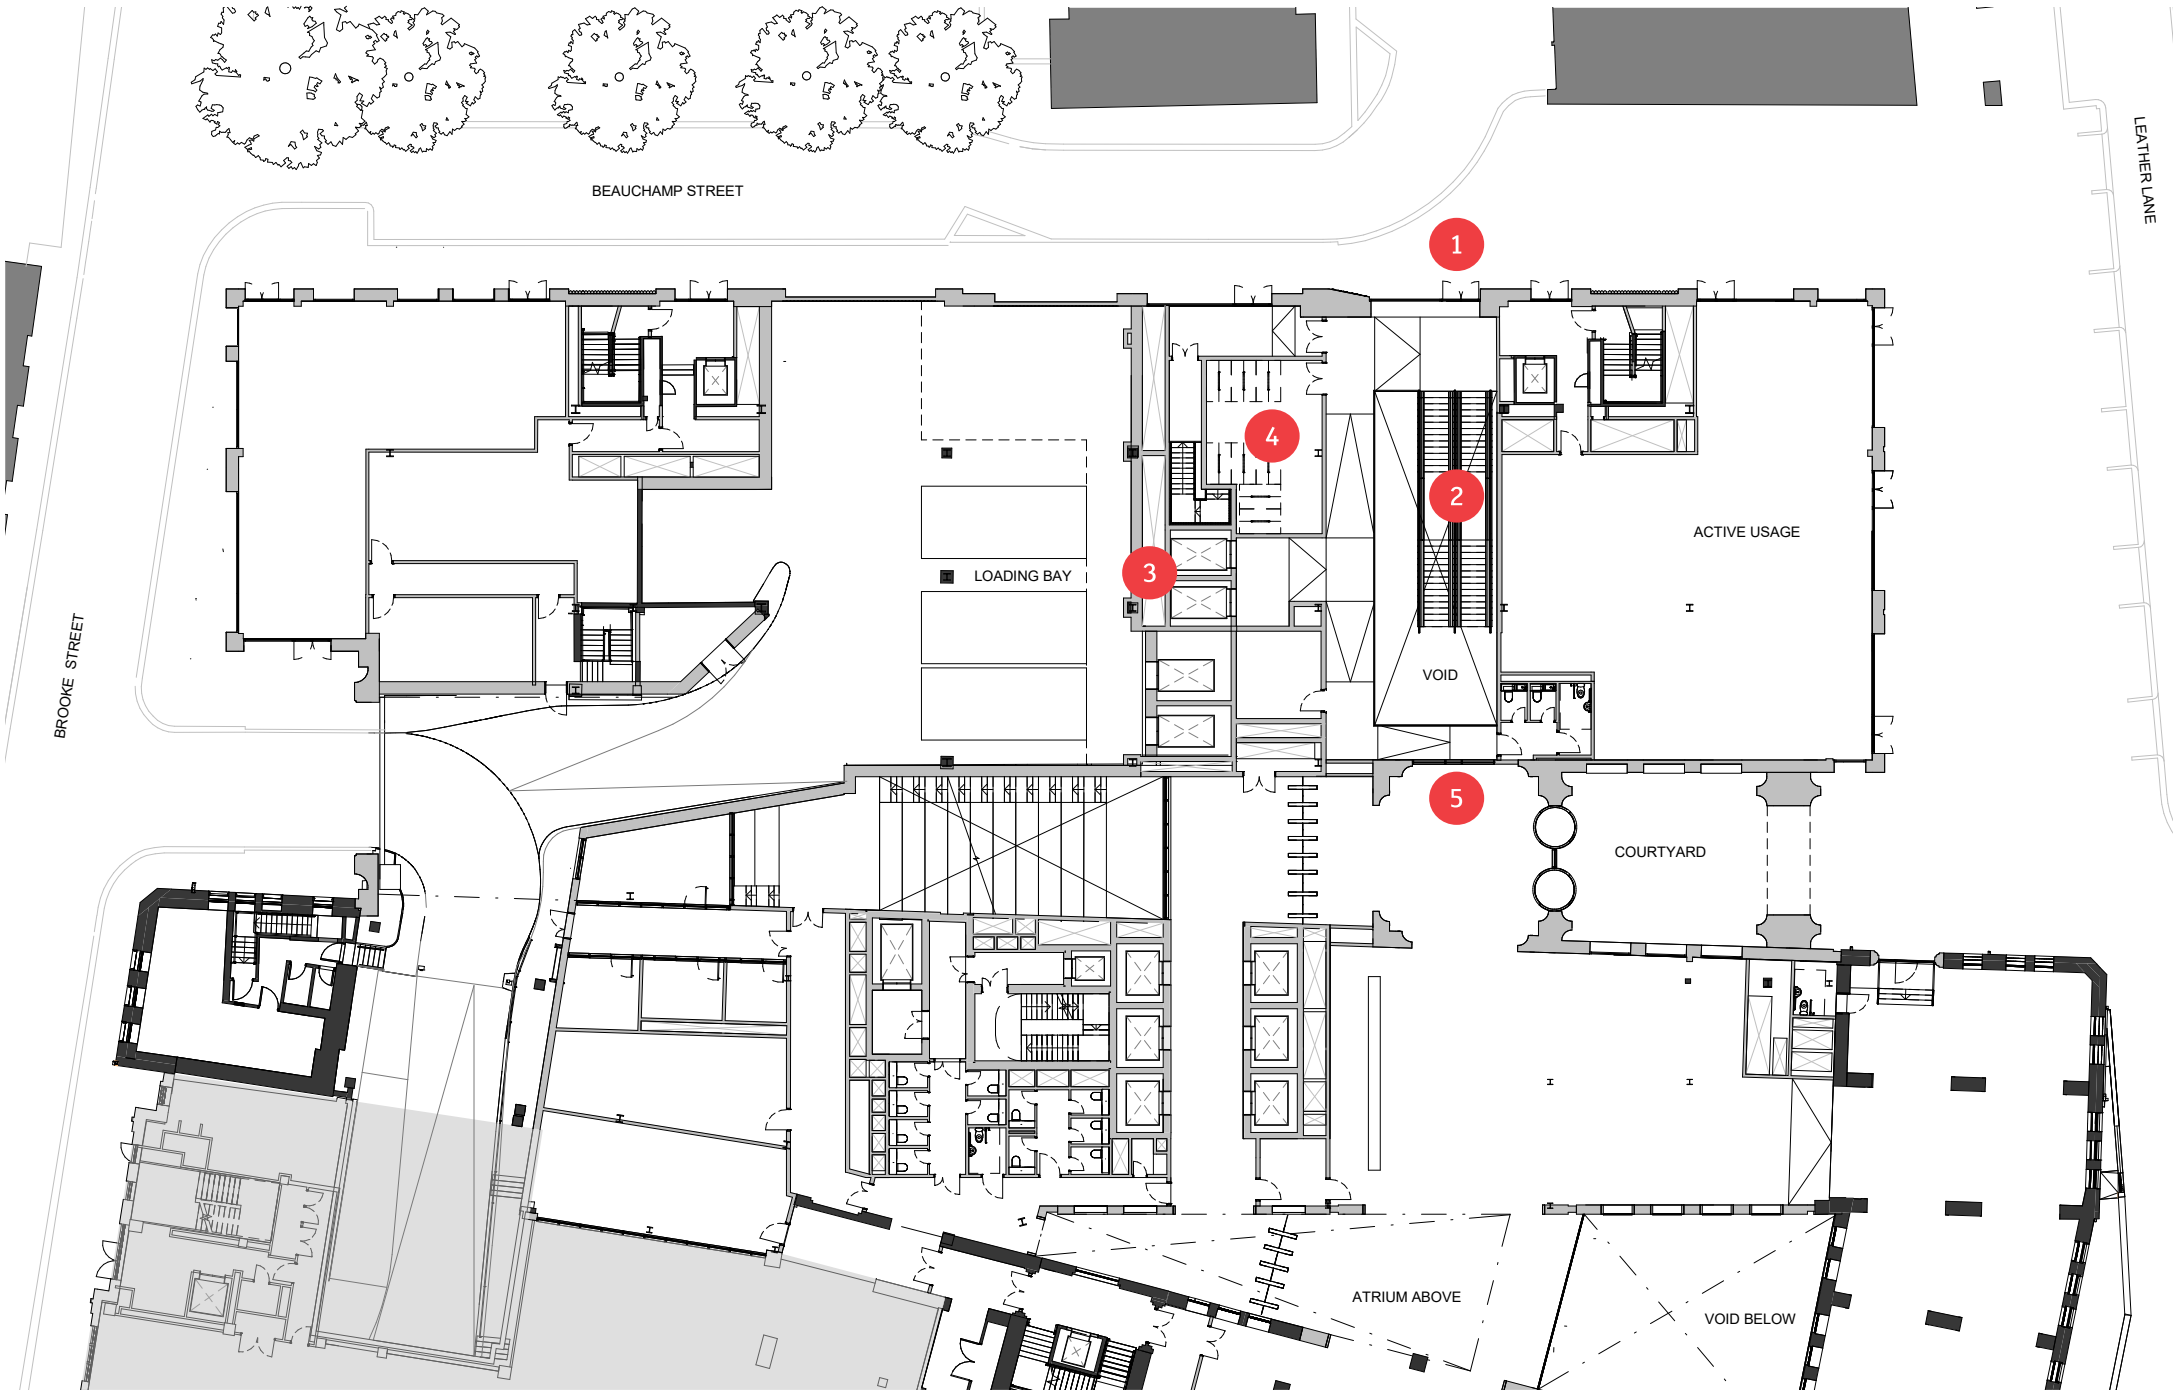 BEAUCHAMP STREET
LEATHER LANE
1
4
2
ACTIVE USAGE
3
LOADING BAY
BROOKE STREET
VOID
5
COURTYARD
ATRIUM ABOVE
VOID BELOW